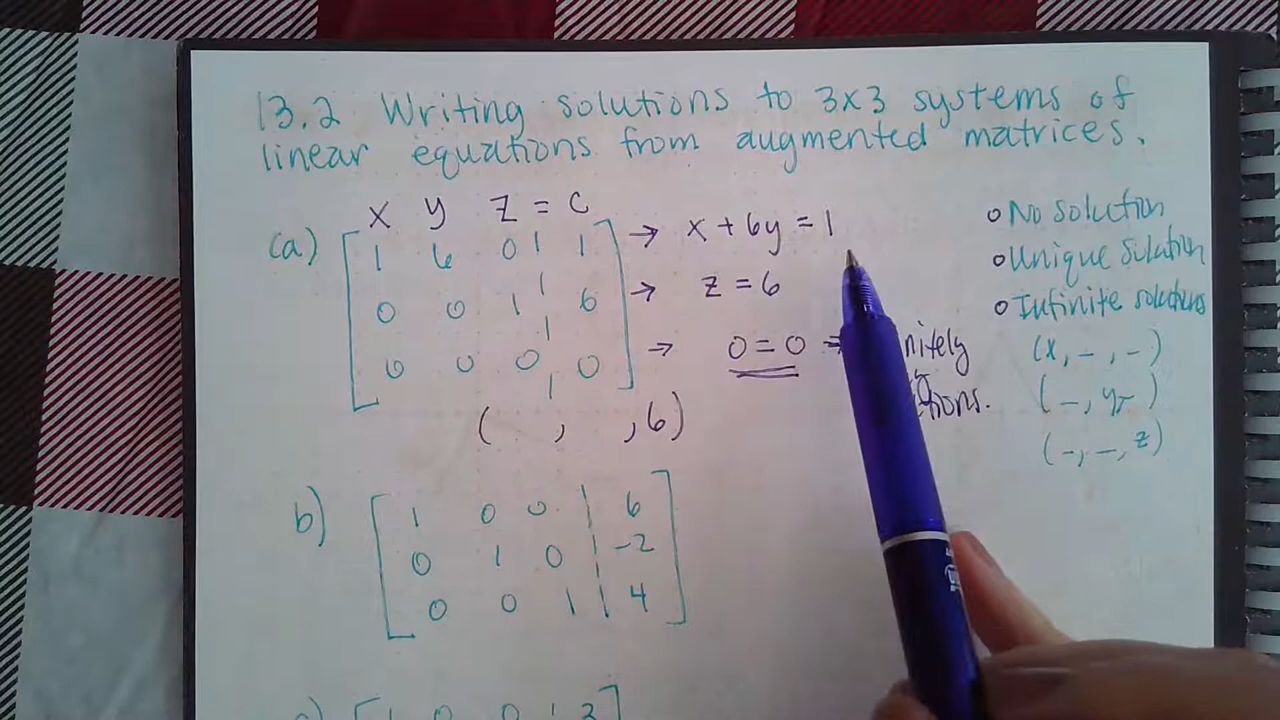 13.2 Writing solutions to 3x3 systems of
linear equations from augmented matrices.
x y z = c
(a) [ 1 6 0 | 1 ] → x + 6y = 1
[ 0 0 1 | 6 ] → z = 6
[ 0 0 0 | 0 ] → 0 = 0
( , , 6)
o No solution
o Unique solution
o Infinite solutions
(x, -, -)
(-, y, -)
(-, -, z)
b) [ 1 0 0 | 6 ]
[ 0 1 0 | -2 ]
[ 0 0 1 | 4 ]